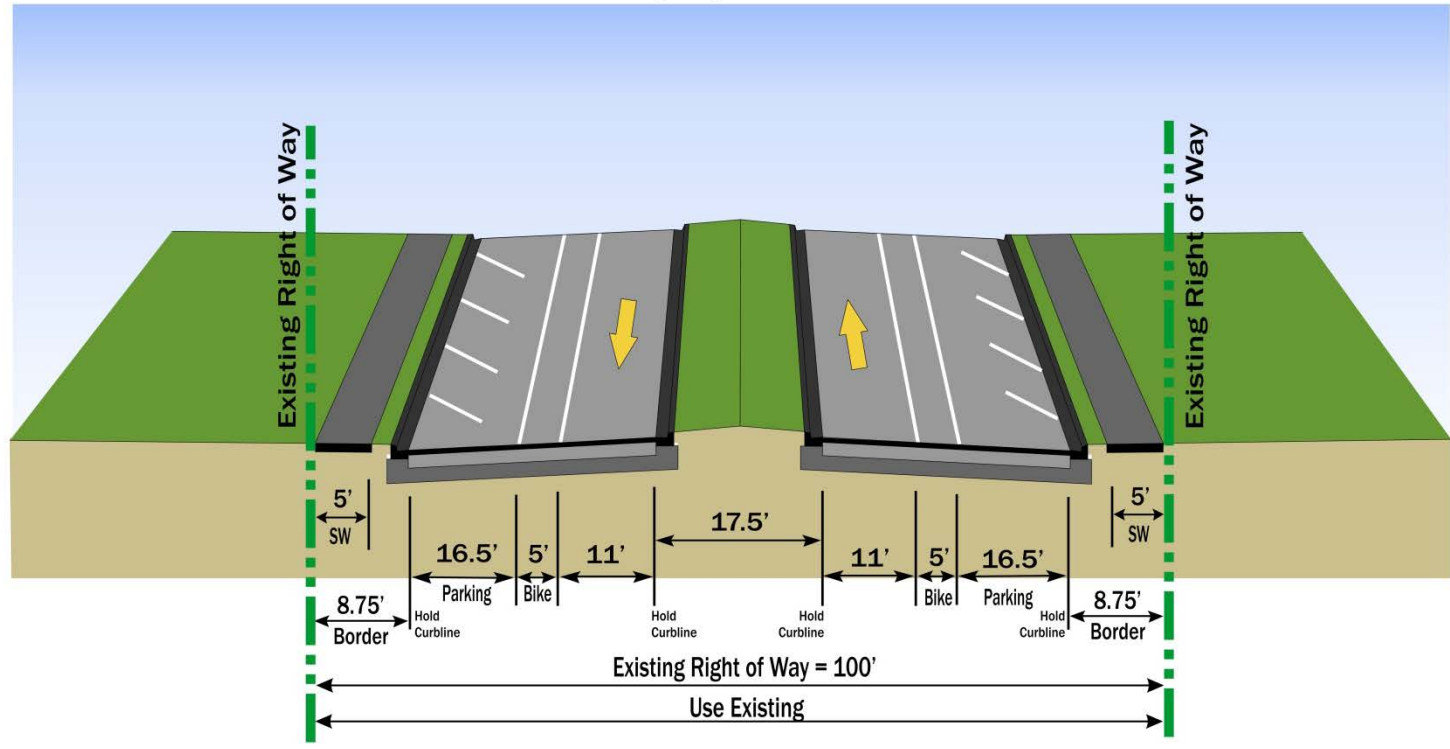 Existing Right of Way
Existing Right of Way
5’
SW
16.5’
Parking
5’
Bike
11’
17.5’
11’
5’
Bike
16.5’
Parking
5’
SW
8.75’
Border
Hold
Curbline
Hold
Curbline
Hold
Curbline
Hold
Curbline
8.75’
Border
Existing Right of Way = 100’
Use Existing